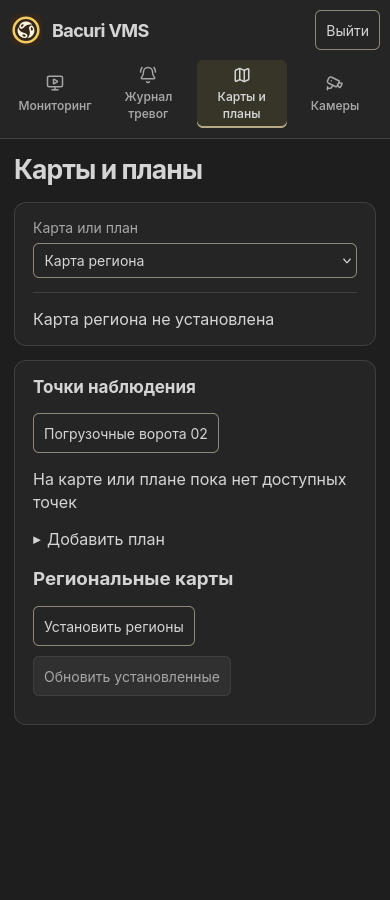 Bacuri VMS
Выйти
Мониторинг
Журнал
тревог
Карты и
планы
Камеры
Карты и планы
Карта или план
Карта региона
Карта региона не установлена
Точки наблюдения
Погрузочные ворота 02
На карте или плане пока нет доступных
точек
Добавить план
Региональные карты
Установить регионы
Обновить установленные